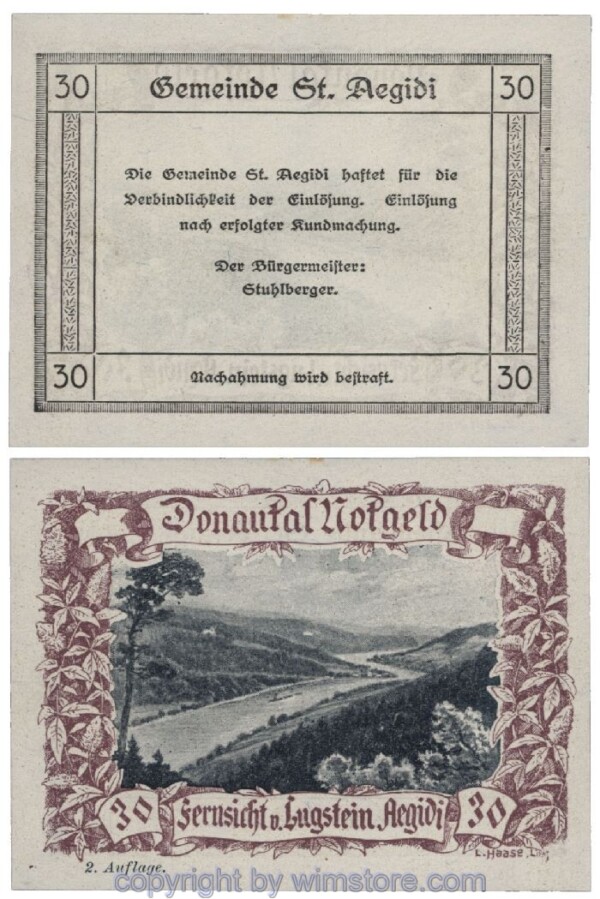 30 Gemeinde St. Aegidi 30
Die Gemeinde St. Aegidi haftet für die
Verbindlichkeit der Einlösung. Einlösung
nach erfolgter Kundmachung.
Der Bürgermeister:
Stuhlberger.
30 Nachahmung wird bestraft. 30
Donautal Notgeld
30 Fernsicht v. Lugstein, Aegidi 30
L. Haase, Linz
2. Auflage.
copyright by wimstore.com